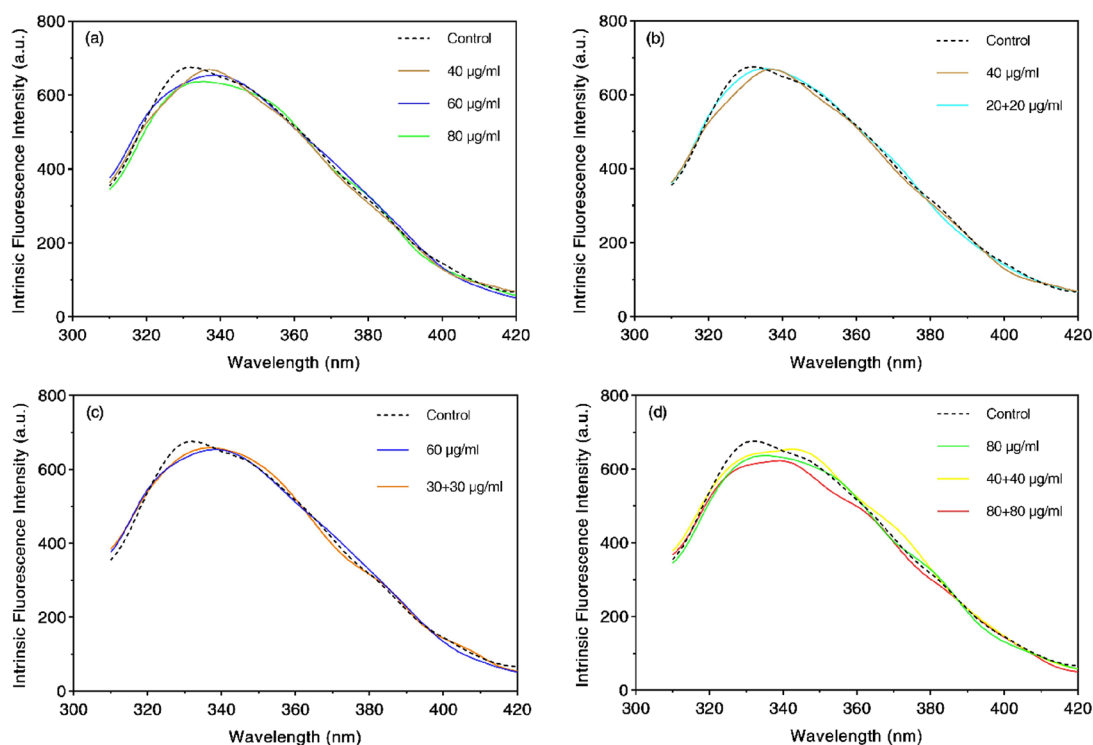 (a)
Control
40 µg/ml
60 µg/ml
80 µg/ml
Intrinsic Fluorescence Intensity (a.u.)
800
600
400
200
0
300 320 340 360 380 400 420
Wavelength (nm)
(b)
Control
40 µg/ml
20+20 µg/ml
Intrinsic Fluorescence Intensity (a.u.)
800
600
400
200
0
300 320 340 360 380 400 420
Wavelength (nm)
(c)
Control
60 µg/ml
30+30 µg/ml
Intrinsic Fluorescence Intensity (a.u.)
800
600
400
200
0
300 320 340 360 380 400 420
Wavelength (nm)
(d)
Control
80 µg/ml
40+40 µg/ml
80+80 µg/ml
Intrinsic Fluorescence Intensity (a.u.)
800
600
400
200
0
300 320 340 360 380 400 420
Wavelength (nm)